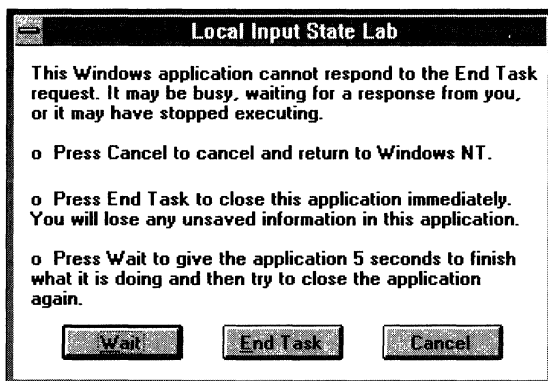 Local Input State Lab
This Windows application cannot respond to the End Task
request. It may be busy, waiting for a response from you,
or it may have stopped executing.
o Press Cancel to cancel and return to Windows NT.
o Press End Task to close this application immediately.
You will lose any unsaved information in this application.
o Press Wait to give the application 5 seconds to finish
what it is doing and then try to close the application
again.
Wait End Task Cancel